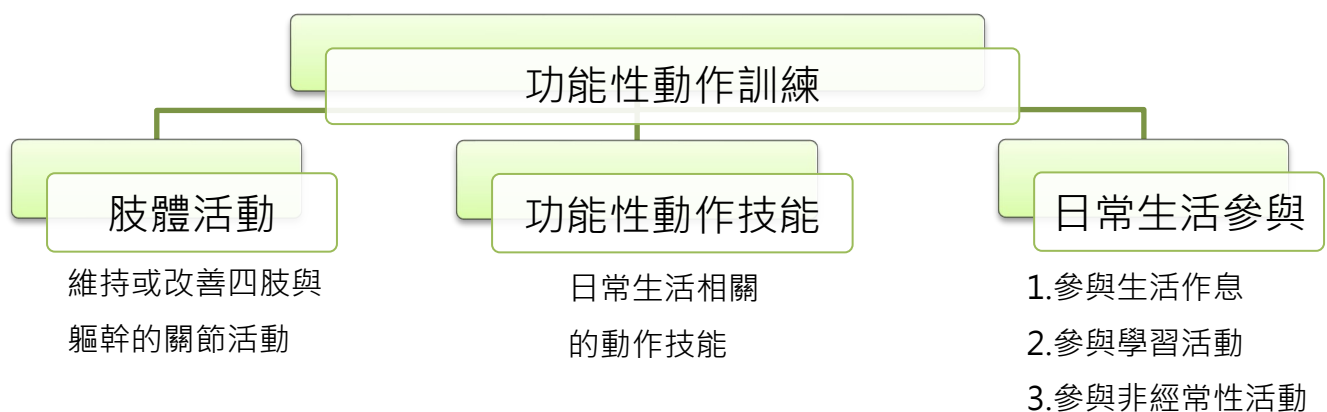 功能性動作訓練
肢體活動
維持或改善四肢與
軀幹的關節活動
功能性動作技能
日常生活相關
的動作技能
日常生活參與
1.參與生活作息
2.參與學習活動
3.參與非經常性活動